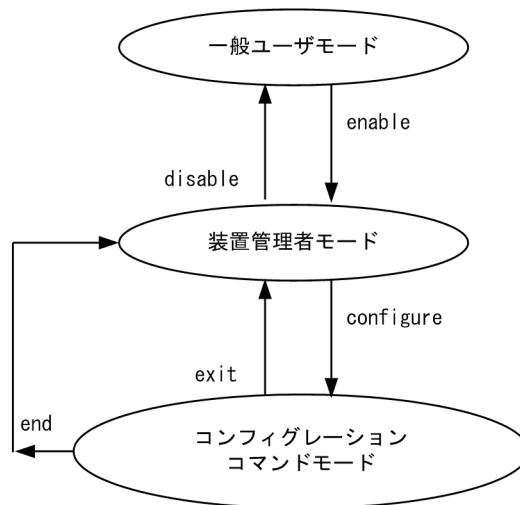 一般ユーザモード
enable
disable
装置管理者モード
configure
exit
end
コンフィグレーション
コマンドモード